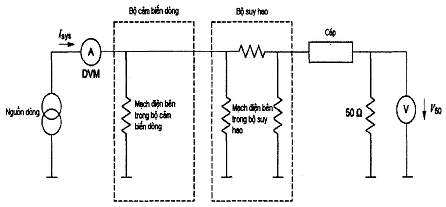 Bộ cảm biến dòng
Bộ suy hao
Isys
A
DVM
Cáp
Nguồn dòng
Mạch điện bên
trong bộ cảm
biến dòng
Mạch điện bên
trong bộ suy
hao
50 Ω
V
V50